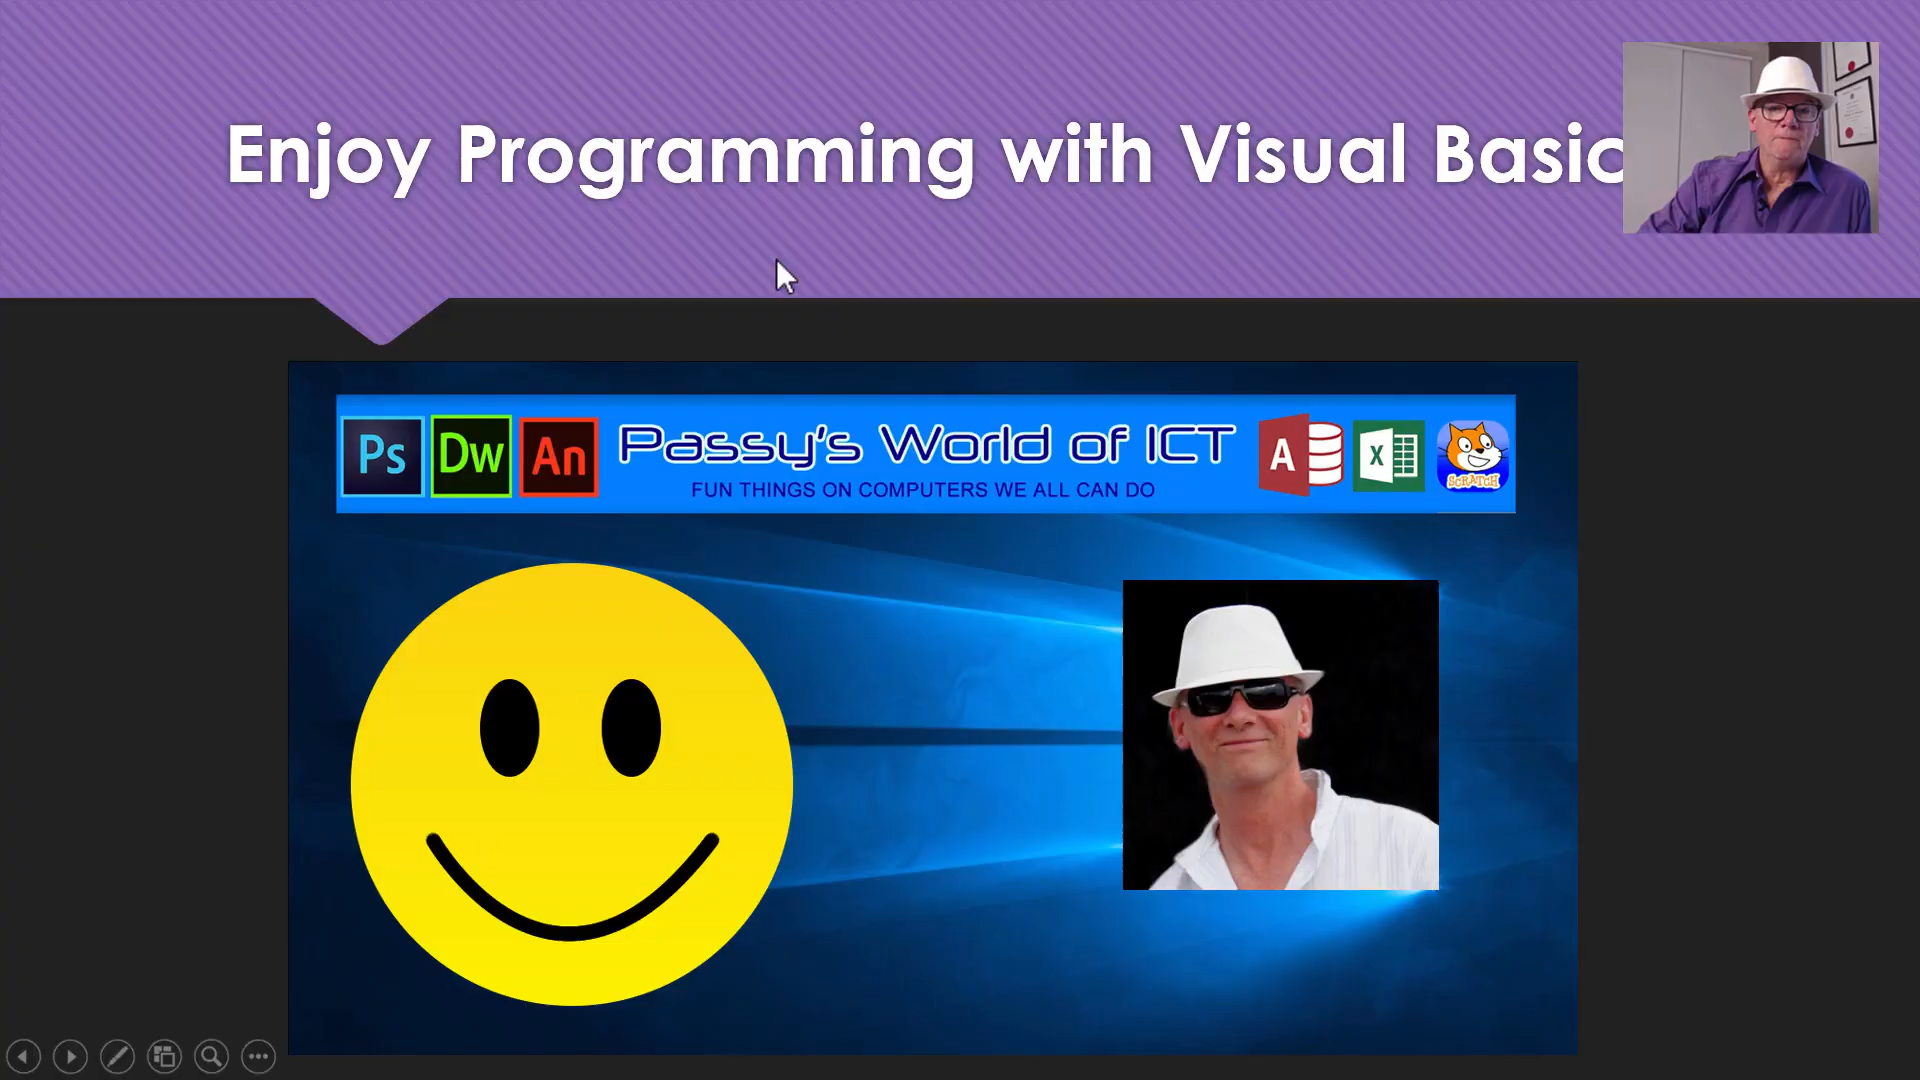 Enjoy Programming with Visual Basic
Ps Dw An Passy's World of ICT A X SCRATCH
FUN THINGS ON COMPUTERS WE ALL CAN DO